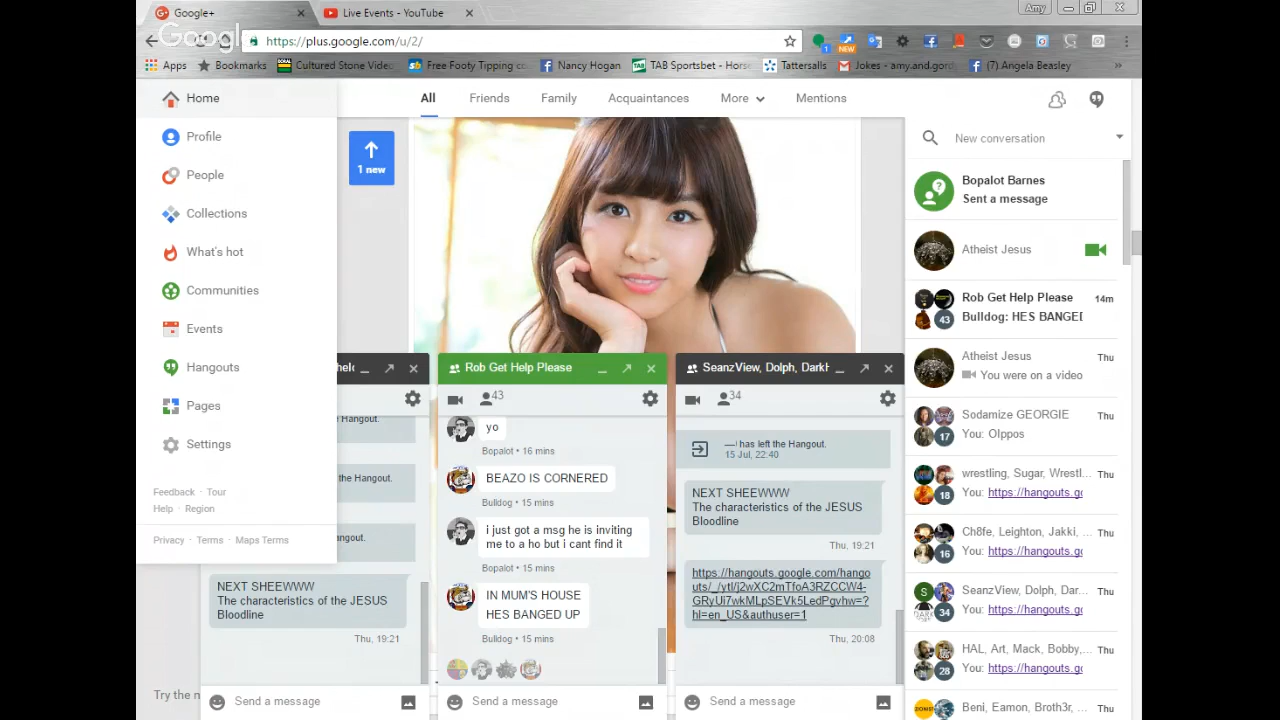 Google+
Live Events - YouTube
Amy
Google
https://plus.google.com/u/2/
NEW
Apps
Bookmarks
Cultured Stone Video
Free Footy Tipping co
Nancy Hogan
TAB Sportsbet - Hors
Tattersalls
Jokes - amy.and.gord
(7) Angela Beasley
»
Home
Profile
People
Collections
What's hot
Communities
Events
Hangouts
Pages
Settings
Feedback · Tour
Help · Region
Privacy · Terms · Maps Terms
All
Friends
Family
Acquaintances
More
Mentions
1 new
the Hangout.
the Hangout.
angout.
NEXT SHEEWWW
The characteristics of the JESUS
Bloodline
Thu, 19:21
Send a message
Rob Get Help Please
43
yo
Bopalot • 16 mins
BEAZO IS CORNERED
Bulldog • 15 mins
i just got a msg he is inviting
me to a ho but i cant find it
Bopalot • 15 mins
IN MUM'S HOUSE
HES BANGED UP
Bulldog • 15 mins
Send a message
SeanzView, Dolph, Dark
34
has left the Hangout.
15 Jul, 22:40
NEXT SHEEWWW
The characteristics of the JESUS
Bloodline
Thu, 19:21
https://hangouts.google.com/hango
uts/_/ytl/j2wXC2mTfoA3RZCCW4-
GRyUi7wkMLpSEVk5LedPgvhw=?
hl=en_US&authuser=1
Thu, 20:08
Send a message
New conversation
Bopalot Barnes
Sent a message
Atheist Jesus
Rob Get Help Please
14m
43
Bulldog: HES BANGED
Atheist Jesus
Thu
You were on a video
Sodamize GEORGIE
Thu
17
You: Olppos
wrestling, Sugar, Wrestl...
Thu
18
You: https://hangouts.go
Ch8fe, Leighton, Jakki, ...
Thu
16
You: https://hangouts.go
SeanzView, Dolph, Dar...
Thu
34
You: https://hangouts.go
HAL, Art, Mack, Bobby,...
Thu
28
You: https://hangouts.go
Beni, Eamon, Broth3r, ...
Thu
Try the n